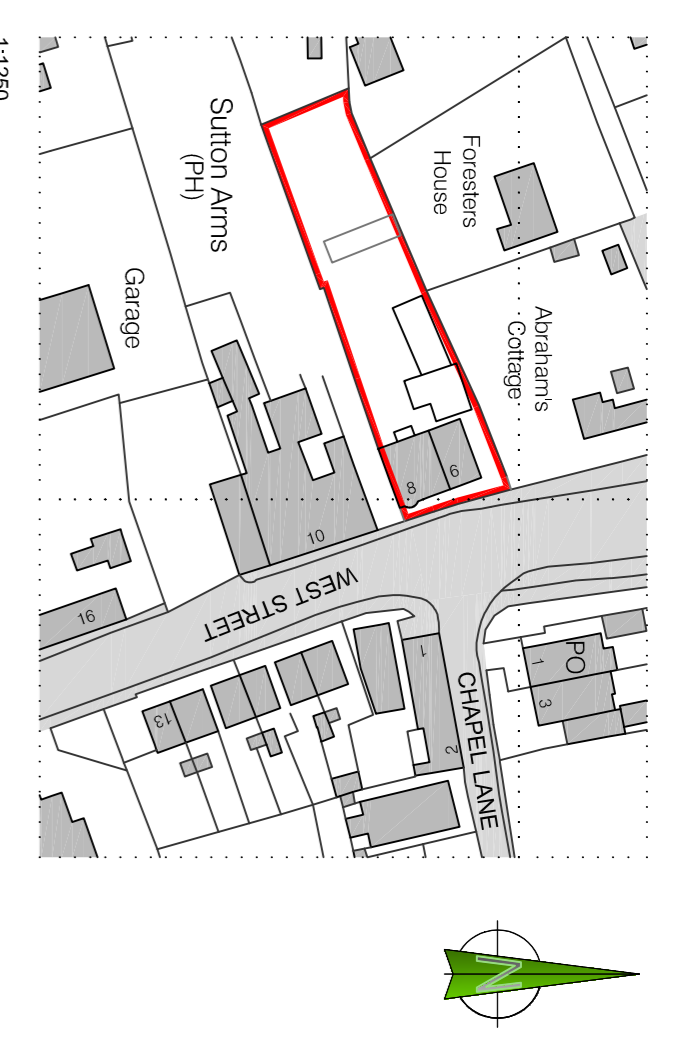 1:1250
Sutton Arms
(PH)
Foresters
House
Garage
Abraham's
Cottage
6
8
10
WEST STREET
16
13
1
2
CHAPEL LANE
PO
1
3
N